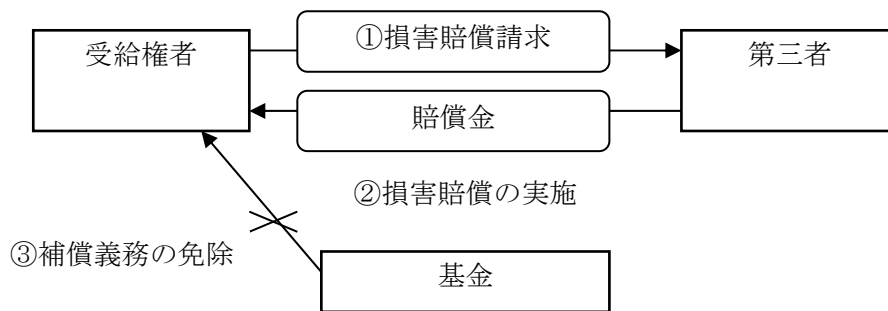 受給権者
①損害賠償請求
第三者
賠償金
②損害賠償の実施
③補償義務の免除
基金